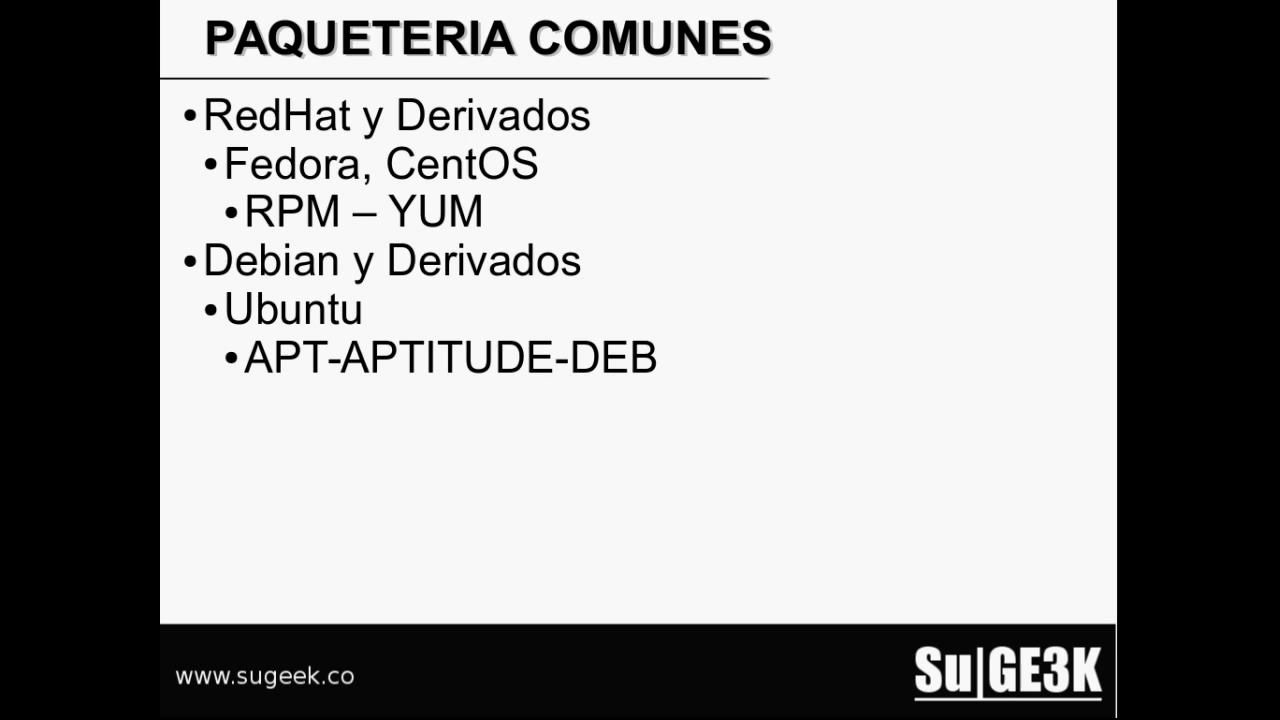 PAQUETERIA COMUNES
•RedHat y Derivados
•Fedora, CentOS
•RPM – YUM
•Debian y Derivados
•Ubuntu
•APT-APTITUDE-DEB
www.sugeek.co
Su|GE3K